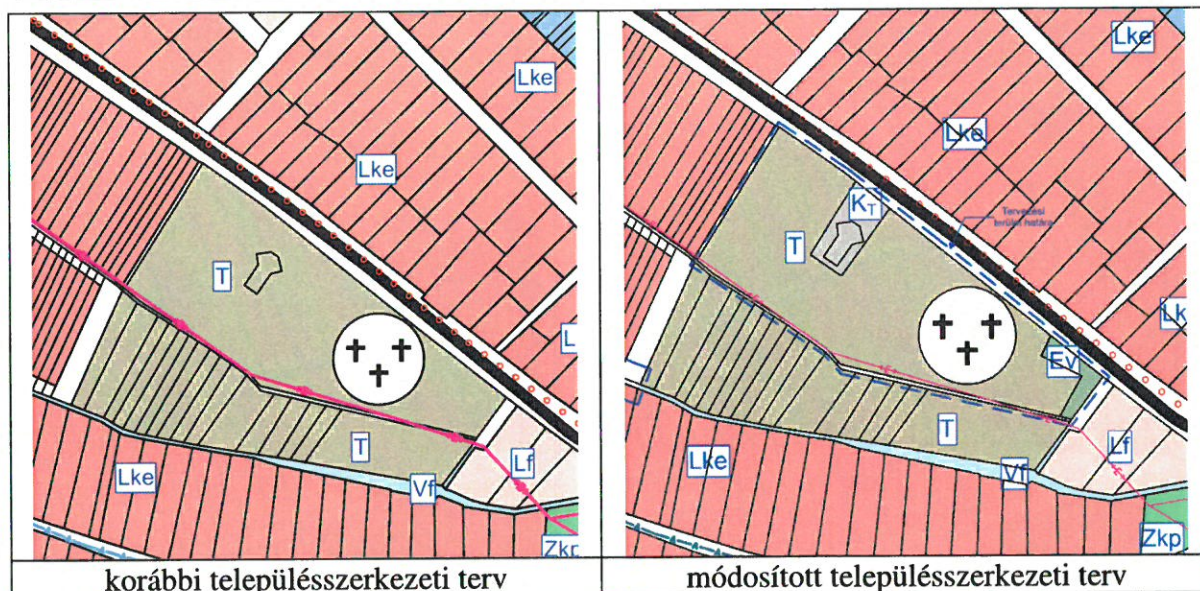 Lke
Lke
T
L
T
Lf
Lke
Vf
Zkp
korábbi településszerkezeti terv
Lke
Lke
KT
Tervezési
terület határa
T
Lk
Ev
T
Lf
Lke
Vf
Zkp
módosított településszerkezeti terv